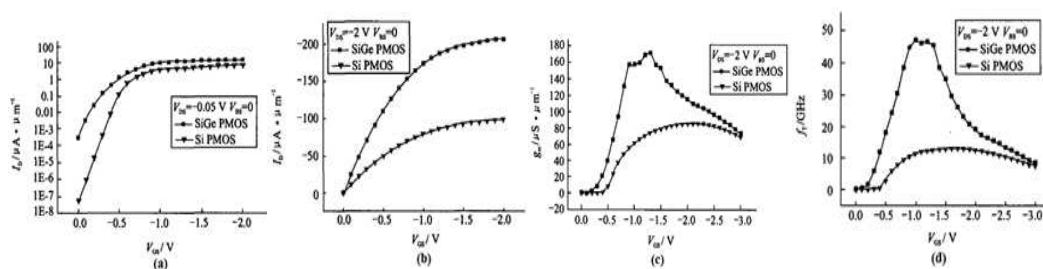 I_D/μA·μm⁻¹
100
10
1
0.1
0.01
1E-3
1E-4
1E-5
1E-6
1E-7
1E-8
V_DS=-0.05 V V_BS=0
SiGe PMOS
Si PMOS
0.0 -0.5 -1.0 -1.5 -2.0
V_GS/ V
(a)
I_D/μA·μm⁻¹
-200
-150
-100
-50
0
V_DS=-2 V V_BS=0
SiGe PMOS
Si PMOS
0.0 -0.5 -1.0 -1.5 -2.0
V_GS/ V
(b)
g_m/μS·μm⁻¹
180
160
140
120
100
80
60
40
20
0
-20
V_DS=-2 V V_BS=0
SiGe PMOS
Si PMOS
0.0 -0.5 -1.0 -1.5 -2.0 -2.5 -3.0
V_GS/ V
(c)
f_T/GHz
50
40
30
20
10
0
V_DS=-2 V V_BS=0
SiGe PMOS
Si PMOS
0.0 -0.5 -1.0 -1.5 -2.0 -2.5 -3.0
V_GS/ V
(d)